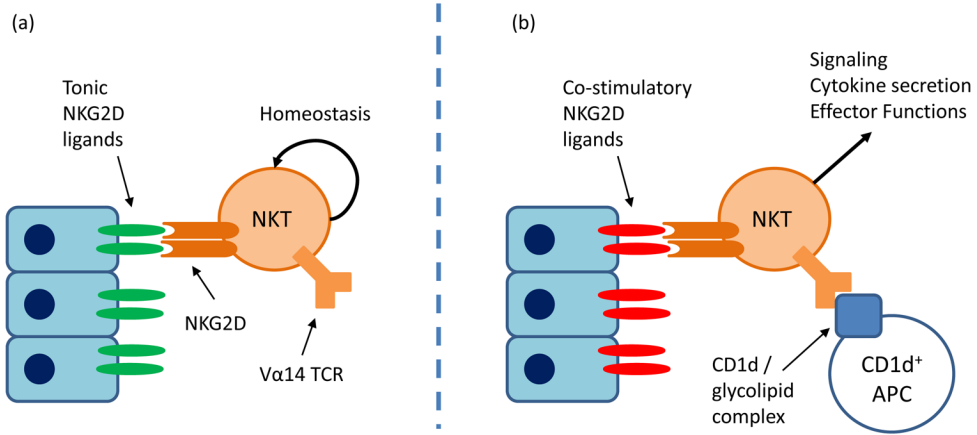 (a)
Tonic
NKG2D
ligands
Homeostasis
NKT
NKG2D
Vα14 TCR
(b)
Co-stimulatory
NKG2D
ligands
Signaling
Cytokine secretion
Effector Functions
NKT
CD1d /
glycolipid
complex
CD1d⁺
APC